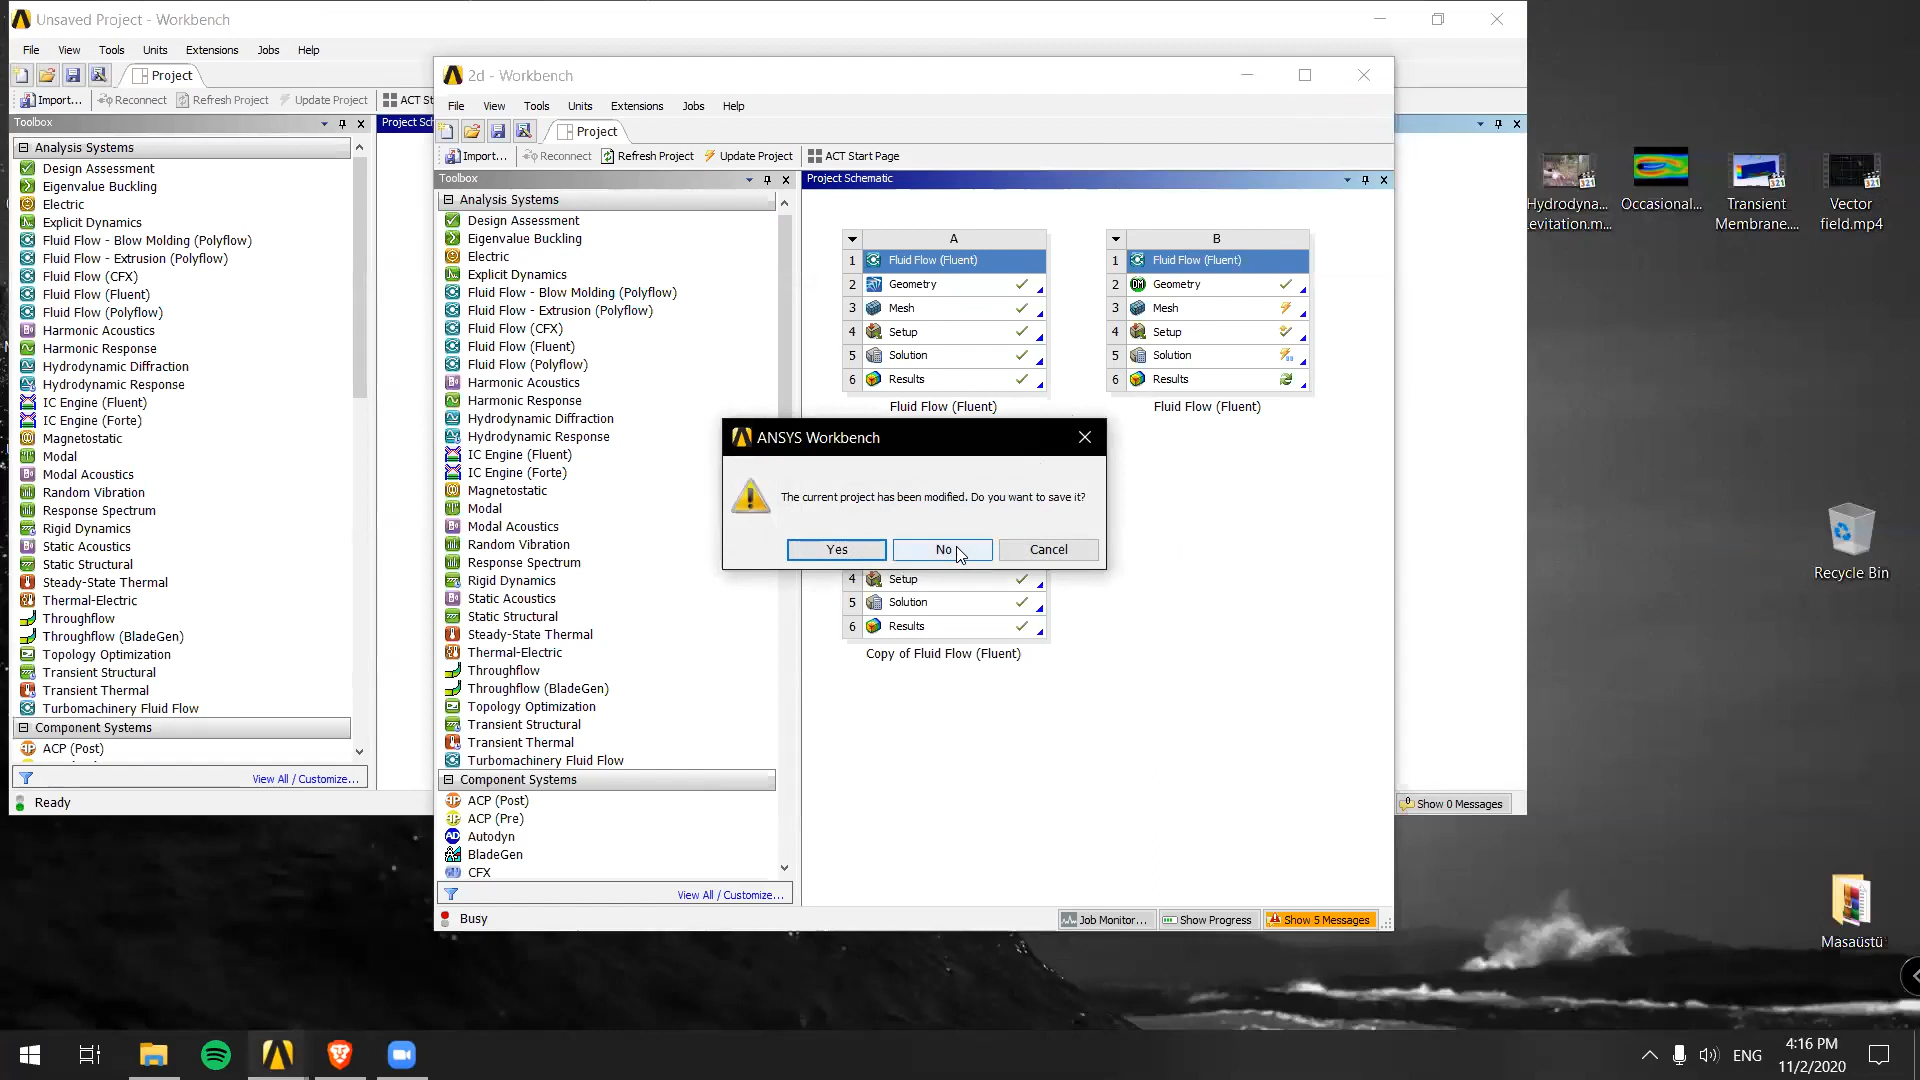 Unsaved Project - Workbench
File View Tools Units Extensions Jobs Help
Project
Import... Reconnect Refresh Project Update Project ACT St
Toolbox
Project Sch
Analysis Systems
Design Assessment
Eigenvalue Buckling
Electric
Explicit Dynamics
Fluid Flow - Blow Molding (Polyflow)
Fluid Flow - Extrusion (Polyflow)
Fluid Flow (CFX)
Fluid Flow (Fluent)
Fluid Flow (Polyflow)
Harmonic Acoustics
Harmonic Response
Hydrodynamic Diffraction
Hydrodynamic Response
IC Engine (Fluent)
IC Engine (Forte)
Magnetostatic
Modal
Modal Acoustics
Random Vibration
Response Spectrum
Rigid Dynamics
Static Acoustics
Static Structural
Steady-State Thermal
Thermal-Electric
Throughflow
Throughflow (BladeGen)
Topology Optimization
Transient Structural
Transient Thermal
Turbomachinery Fluid Flow
Component Systems
ACP (Post)
View All / Customize...
Ready
Show 0 Messages
2d - Workbench
File View Tools Units Extensions Jobs Help
Project
Import... Reconnect Refresh Project Update Project ACT Start Page
Toolbox
Analysis Systems
Design Assessment
Eigenvalue Buckling
Electric
Explicit Dynamics
Fluid Flow - Blow Molding (Polyflow)
Fluid Flow - Extrusion (Polyflow)
Fluid Flow (CFX)
Fluid Flow (Fluent)
Fluid Flow (Polyflow)
Harmonic Acoustics
Harmonic Response
Hydrodynamic Diffraction
Hydrodynamic Response
IC Engine (Fluent)
IC Engine (Forte)
Magnetostatic
Modal
Modal Acoustics
Random Vibration
Response Spectrum
Rigid Dynamics
Static Acoustics
Static Structural
Steady-State Thermal
Thermal-Electric
Throughflow
Throughflow (BladeGen)
Topology Optimization
Transient Structural
Transient Thermal
Turbomachinery Fluid Flow
Component Systems
ACP (Post)
ACP (Pre)
Autodyn
BladeGen
CFX
View All / Customize...
Busy
Project Schematic
A
1 Fluid Flow (Fluent)
2 Geometry
3 Mesh
4 Setup
5 Solution
6 Results
Fluid Flow (Fluent)
B
1 Fluid Flow (Fluent)
2 Geometry
3 Mesh
4 Setup
5 Solution
6 Results
Fluid Flow (Fluent)
ANSYS Workbench
The current project has been modified. Do you want to save it?
Yes No Cancel
4 Setup
5 Solution
6 Results
Copy of Fluid Flow (Fluent)
Job Monitor... Show Progress Show 5 Messages
Hydrodyna...
evitation.m...
Occasional...
Transient
Membrane....
Vector
field.mp4
Recycle Bin
Masaüstü
ENG
4:16 PM
11/2/2020